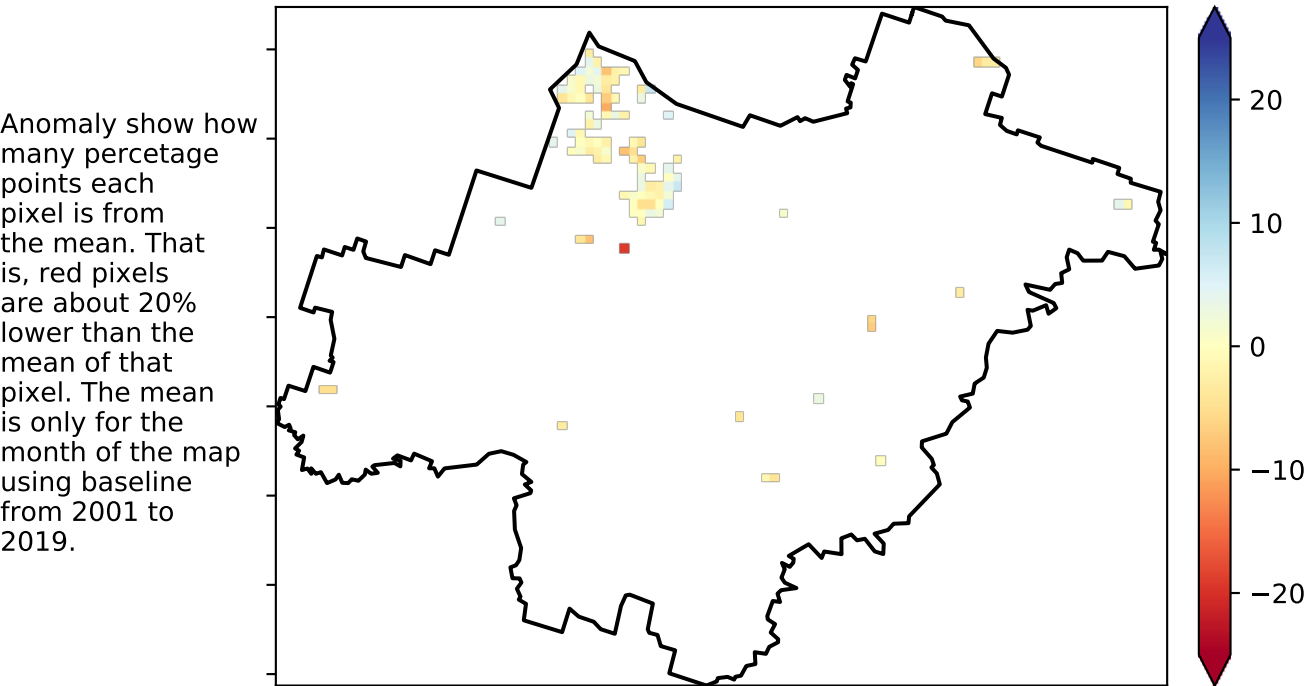 Anomaly show how
many percetage
points each
pixel is from
the mean. That
is, red pixels
are about 20%
lower than the
mean of that
pixel. The mean
is only for the
month of the map
using baseline
from 2001 to
2019.
20
10
0
−10
−20